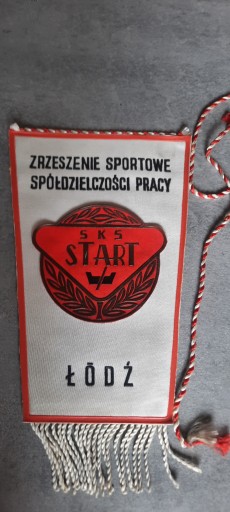 ZRZESZENIE SPORTOWE
SPÓŁDZIELCZOŚCI PRACY
SKS
START
ŁÓDŹ